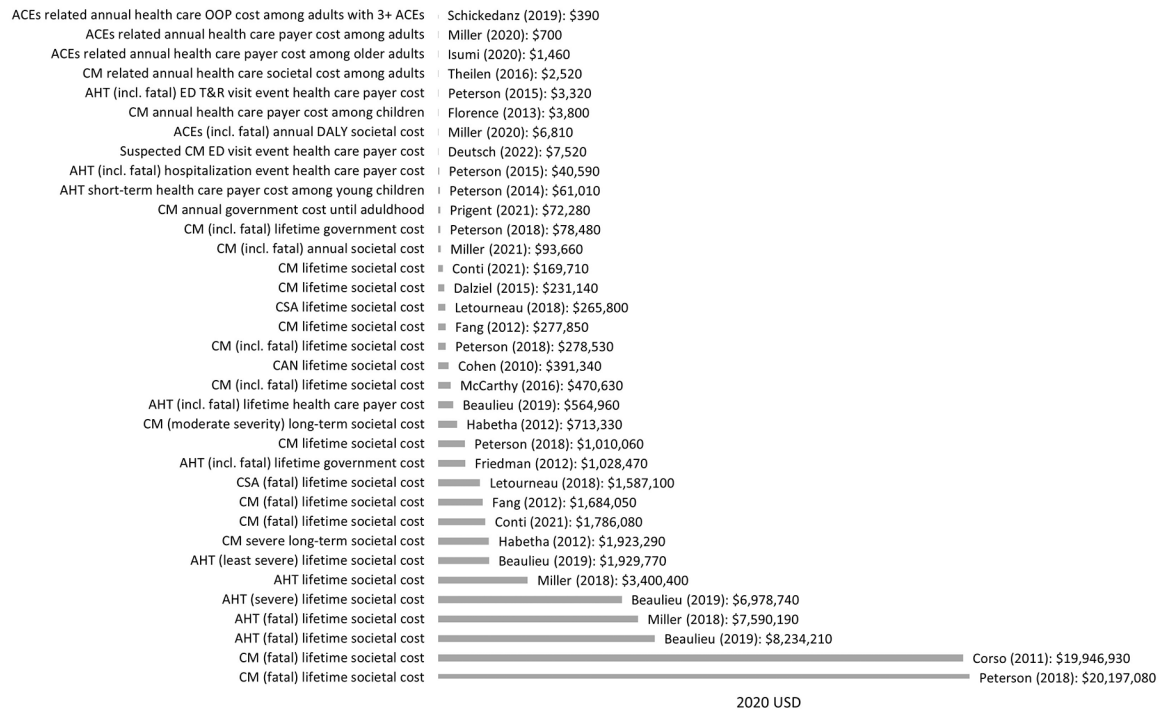 ACEs related annual health care OOP cost among adults with 3+ ACEs Schickedanz (2019): $390
ACEs related annual health care payer cost among adults Miller (2020): $700
ACEs related annual health care payer cost among older adults Isumi (2020): $1,460
CM related annual health care societal cost among adults Theilen (2016): $2,520
AHT (incl. fatal) ED T&R visit event health care payer cost Peterson (2015): $3,320
CM annual health care payer cost among children Florence (2013): $3,800
ACEs (incl. fatal) annual DALY societal cost Miller (2020): $6,810
Suspected CM ED visit event health care payer cost Deutsch (2022): $7,520
AHT (incl. fatal) hospitalization event health care payer cost Peterson (2015): $40,590
AHT short-term health care payer cost among young children Peterson (2014): $61,010
CM annual government cost until aduldhood Prigent (2021): $72,280
CM (incl. fatal) lifetime government cost Peterson (2018): $78,480
CM (incl. fatal) annual societal cost Miller (2021): $93,660
CM lifetime societal cost Conti (2021): $169,710
CM lifetime societal cost Dalziel (2015): $231,140
CSA lifetime societal cost Letourneau (2018): $265,800
CM lifetime societal cost Fang (2012): $277,850
CM (incl. fatal) lifetime societal cost Peterson (2018): $278,530
CAN lifetime societal cost Cohen (2010): $391,340
CM (incl. fatal) lifetime societal cost McCarthy (2016): $470,630
AHT (incl. fatal) lifetime health care payer cost Beaulieu (2019): $564,960
CM (moderate severity) long-term societal cost Habetha (2012): $713,330
CM lifetime societal cost Peterson (2018): $1,010,060
AHT (incl. fatal) lifetime government cost Friedman (2012): $1,028,470
CSA (fatal) lifetime societal cost Letourneau (2018): $1,587,100
CM (fatal) lifetime societal cost Fang (2012): $1,684,050
CM (fatal) lifetime societal cost Conti (2021): $1,786,080
CM severe long-term societal cost Habetha (2012): $1,923,290
AHT (least severe) lifetime societal cost Beaulieu (2019): $1,929,770
AHT lifetime societal cost Miller (2018): $3,400,400
AHT (severe) lifetime societal cost Beaulieu (2019): $6,978,740
AHT (fatal) lifetime societal cost Miller (2018): $7,590,190
AHT (fatal) lifetime societal cost Beaulieu (2019): $8,234,210
CM (fatal) lifetime societal cost Corso (2011): $19,946,930
CM (fatal) lifetime societal cost Peterson (2018): $20,197,080
2020 USD